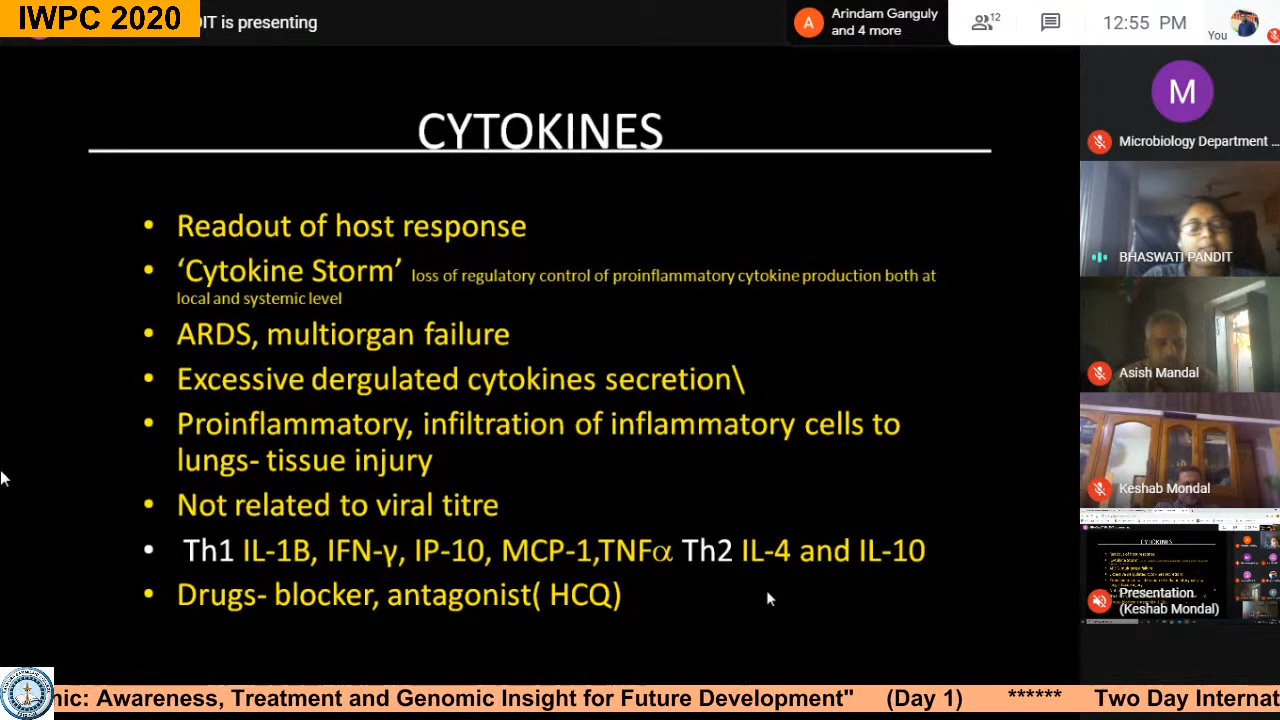 IWPC 2020
DIT is presenting
A
Arindam Ganguly
and 4 more
12
12:55 PM
You
CYTOKINES
• Readout of host response
• ‘Cytokine Storm’ loss of regulatory control of proinflammatory cytokine production both at
local and systemic level
• ARDS, multiorgan failure
• Excessive dergulated cytokines secretion\
• Proinflammatory, infiltration of inflammatory cells to
lungs- tissue injury
• Not related to viral titre
• Th1 IL-1B, IFN-γ, IP-10, MCP-1,TNFα Th2 IL-4 and IL-10
• Drugs- blocker, antagonist( HCQ)
M
Microbiology Department ...
BHASWATI PANDIT
Asish Mandal
Keshab Mondal
CYTOKINES
Presentation
(Keshab Mondal)
nic: Awareness, Treatment and Genomic Insight for Future Development" (Day 1) ****** Two Day Internat